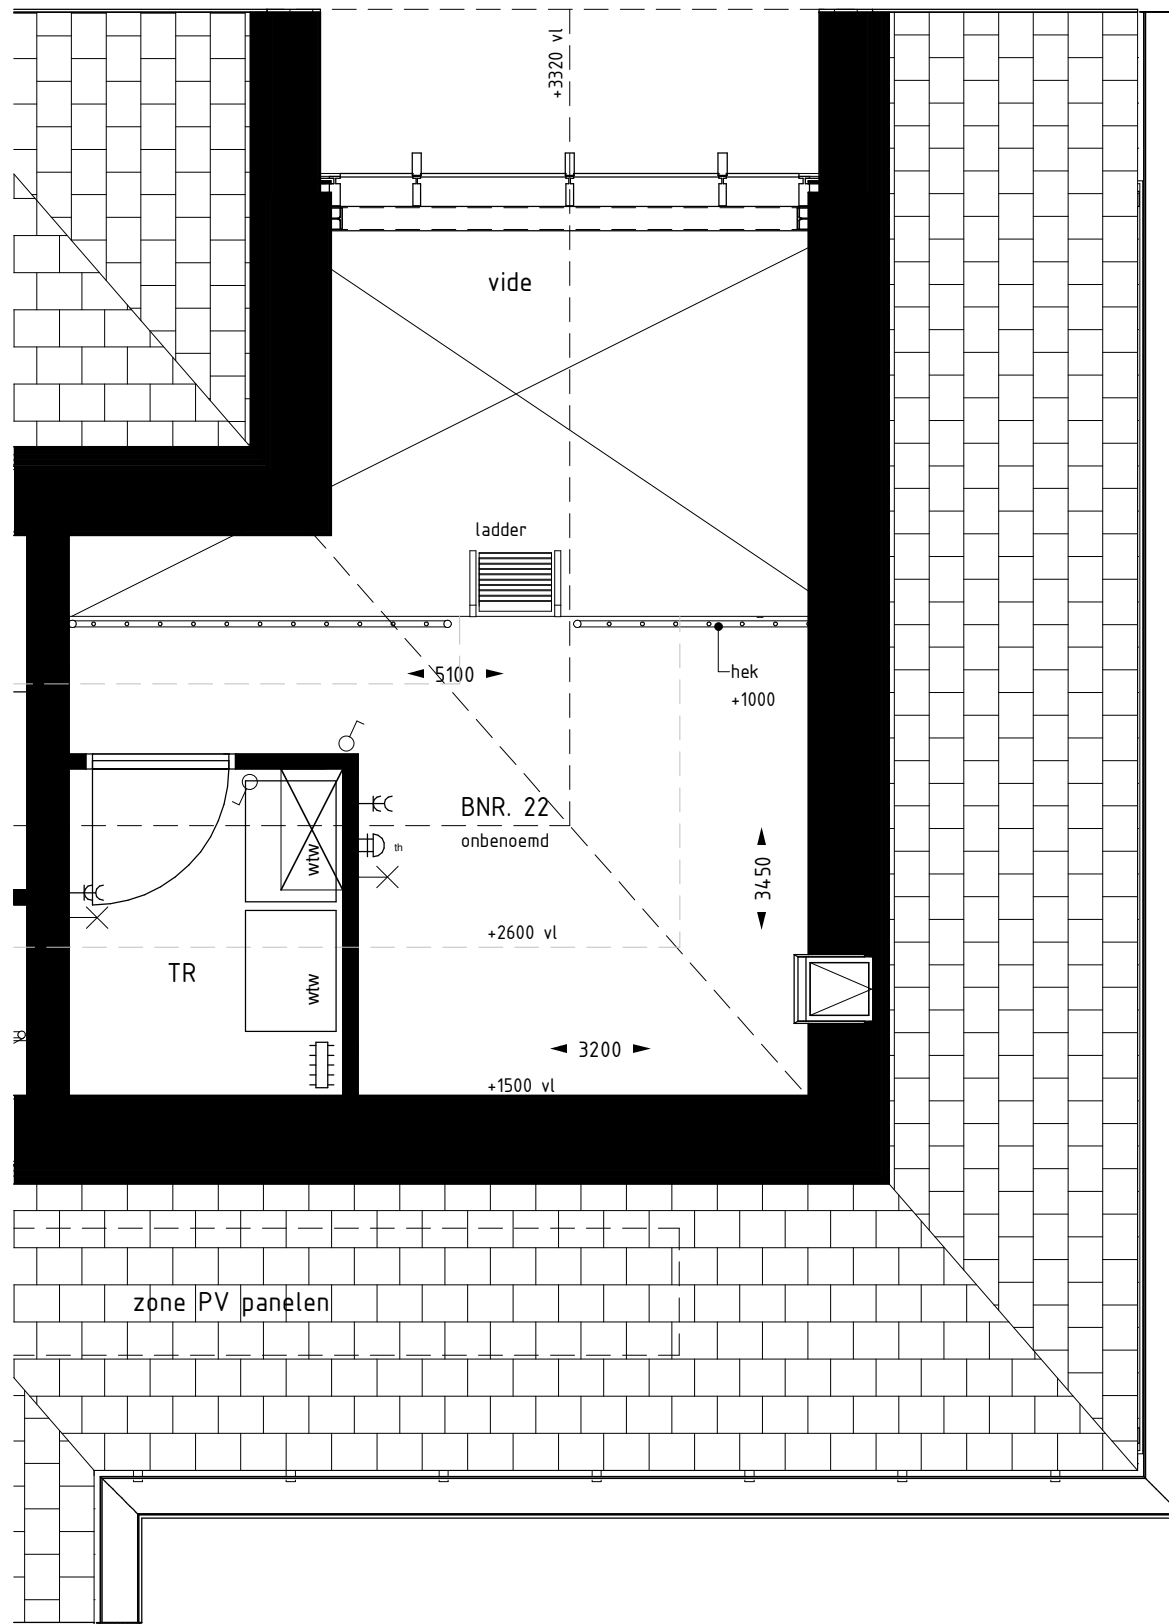 +3320 vl
vide
ladder
5100
hek
+1000
BNR. 22
onbenoemd
th
wtw
3450
+2600 vl
TR
wtw
3200
+1500 vl
zone PV panelen